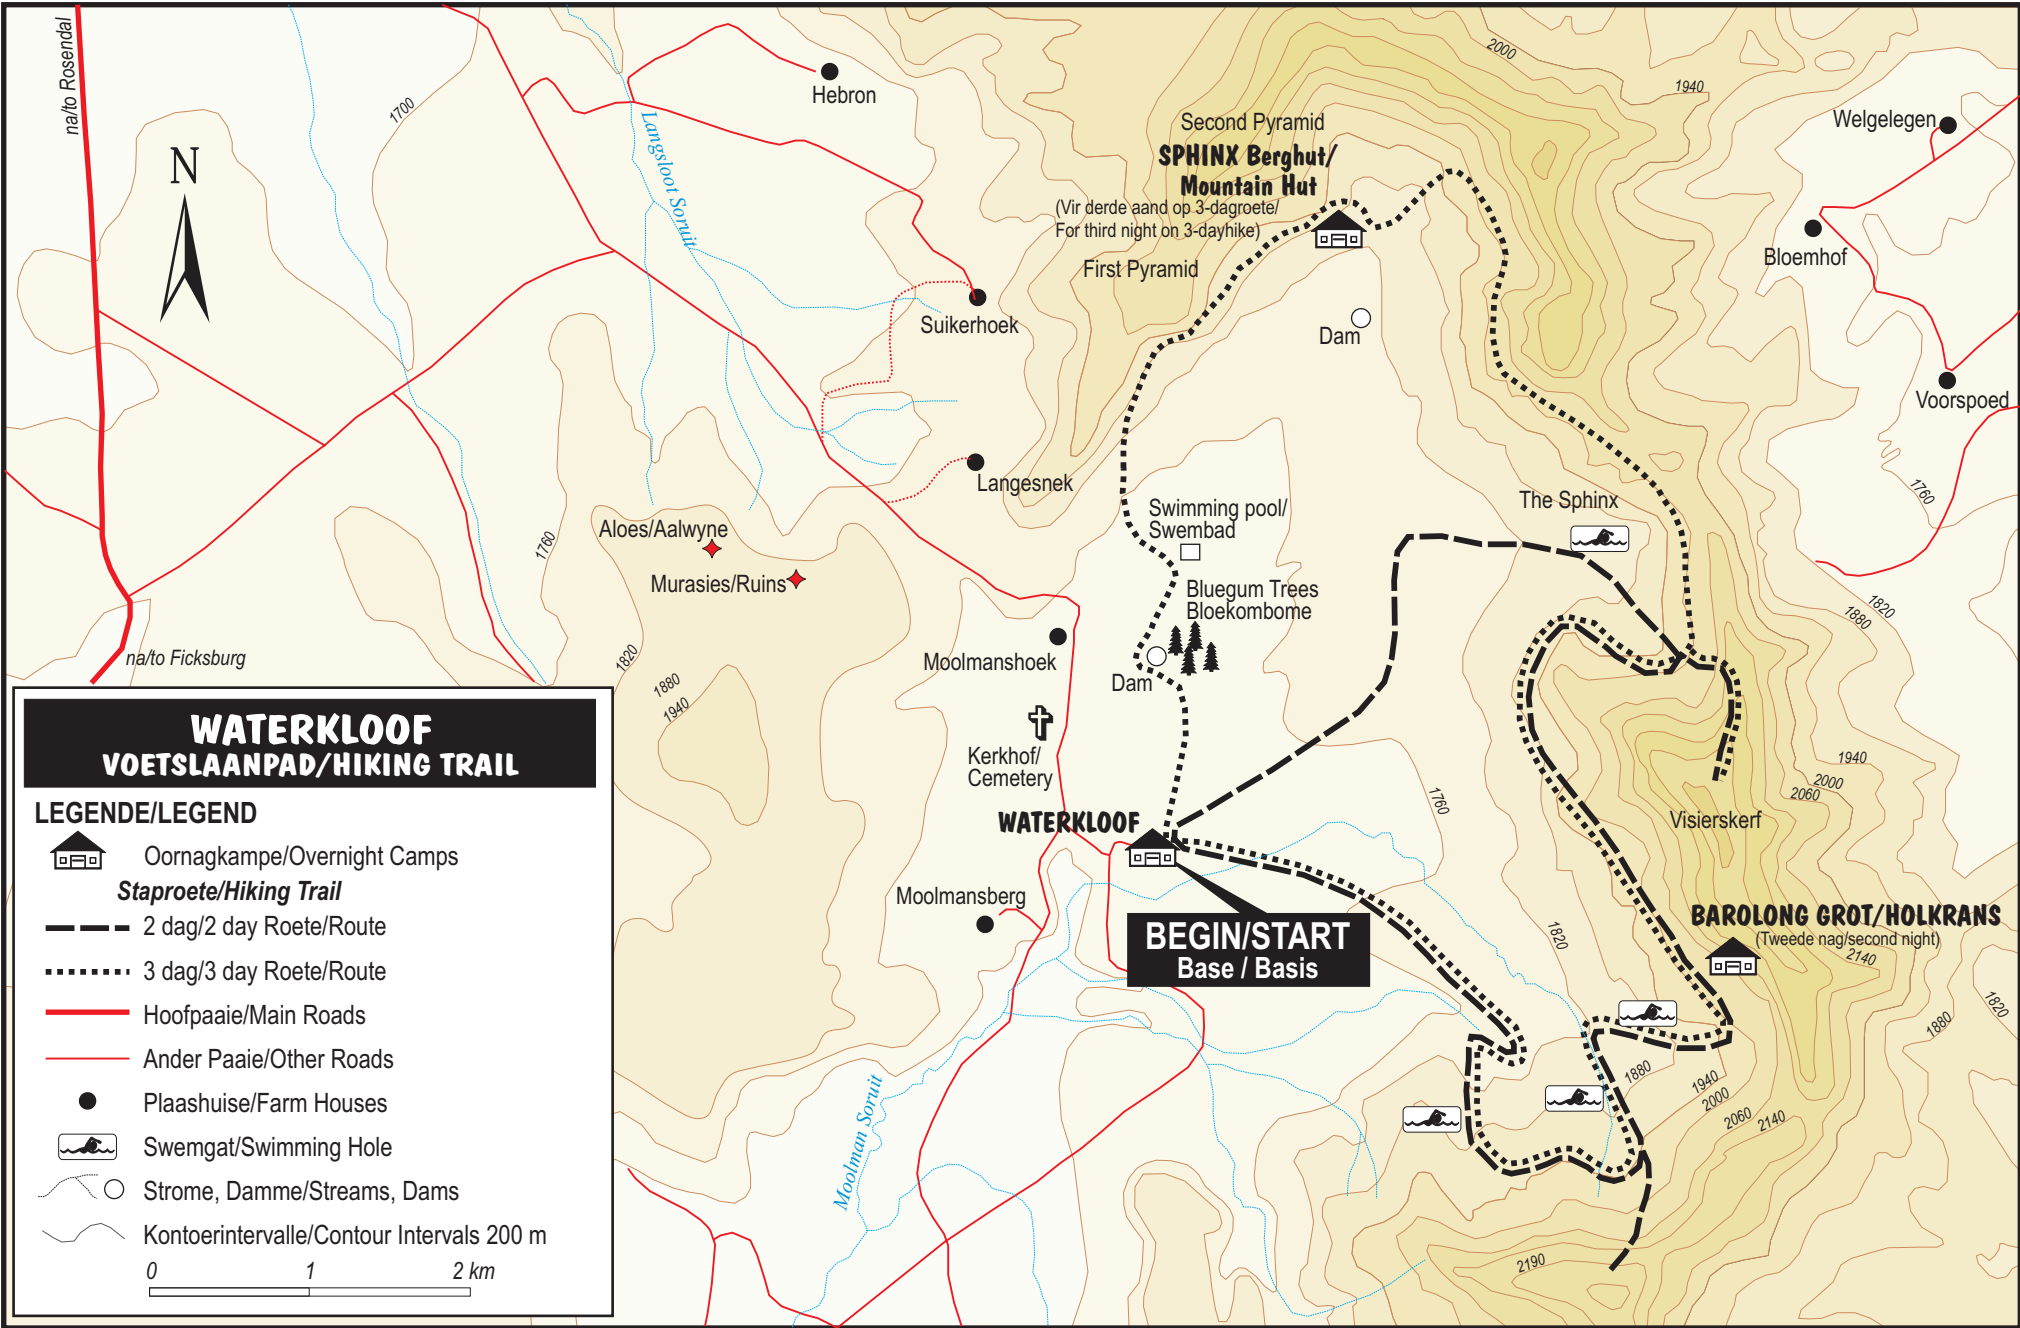 na/to Rosendal
1700
Hebron
Langsloot Soruit
N
2000
1940
Second Pyramid
SPHINX Berghut/
Mountain Hut
(Vir derde aand op 3-dagroete/
For third night on 3-dayhike)
First Pyramid
Welgelegen
Bloemhof
Suikerhoek
Dam
Voorspoed
Langesnek
1760
Swimming pool/
Swembad
The Sphinx
Aloes/Aalwyne
1760
Murasies/Ruins
Bluegum Trees
Bloekombome
1820
1880
na/to Ficksburg
1820
1880
1940
Moolmanshoek
Dam
Kerkhof/
Cemetery
1940
2000
2060
1760
Visierskerf
WATERKLOOF
Moolmansberg
BEGIN/START
Base / Basis
1820
BAROLONG GROT/HOLKRANS
(Tweede nag/second night)
2140
1820
1880
1880
1940
2000
2060
2140
Moolman Soruit
2190
WATERKLOOF
VOETSLAANPAD/HIKING TRAIL
LEGENDE/LEGEND
Oornagkampe/Overnight Camps
Staproete/Hiking Trail
2 dag/2 day Roete/Route
3 dag/3 day Roete/Route
Hoofpaaie/Main Roads
Ander Paaie/Other Roads
Plaashuise/Farm Houses
Swemgat/Swimming Hole
Strome, Damme/Streams, Dams
Kontoerintervalle/Contour Intervals 200 m
0 1 2 km